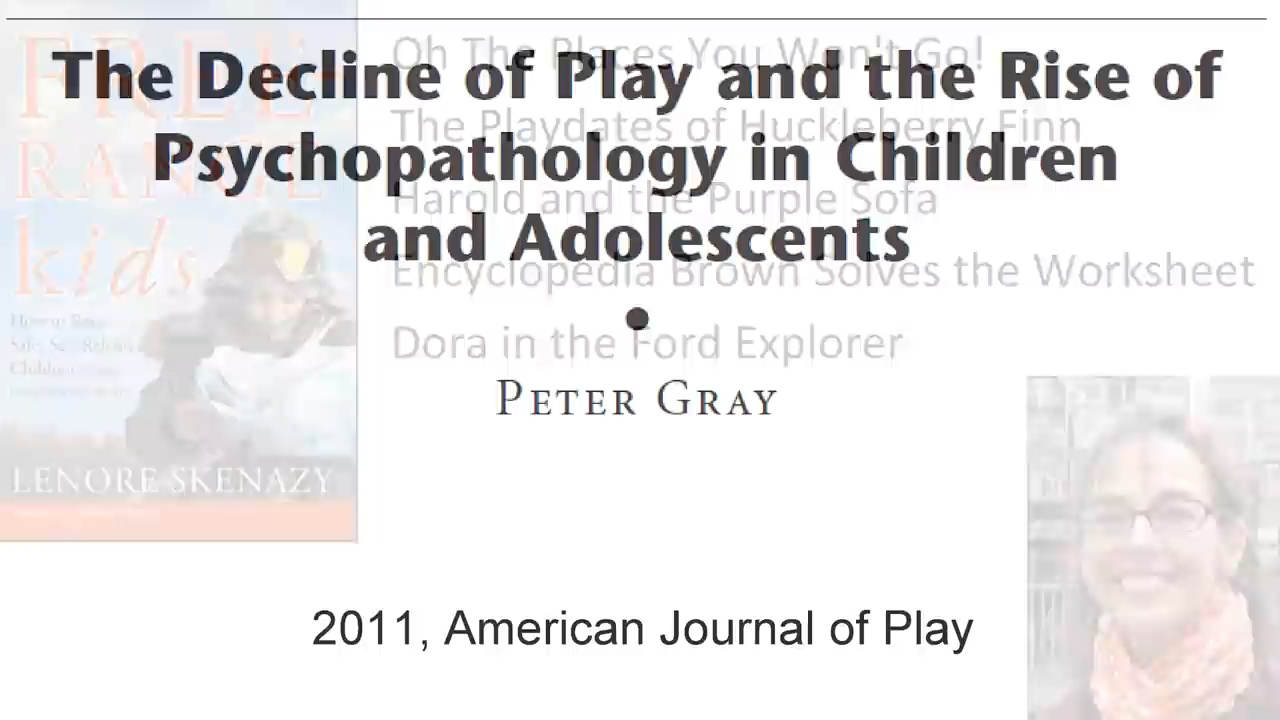 The Decline of Play and the Rise of
Psychopathology in Children
and Adolescents
Peter Gray
2011, American Journal of Play
Oh The Places You Won't Go!
The Playdates of Huckleberry Finn
Harold and the Purple Sofa
Encyclopedia Brown Solves the Worksheet
Dora in the Ford Explorer
FREE
RANGE
kids
LENORE SKENAZY